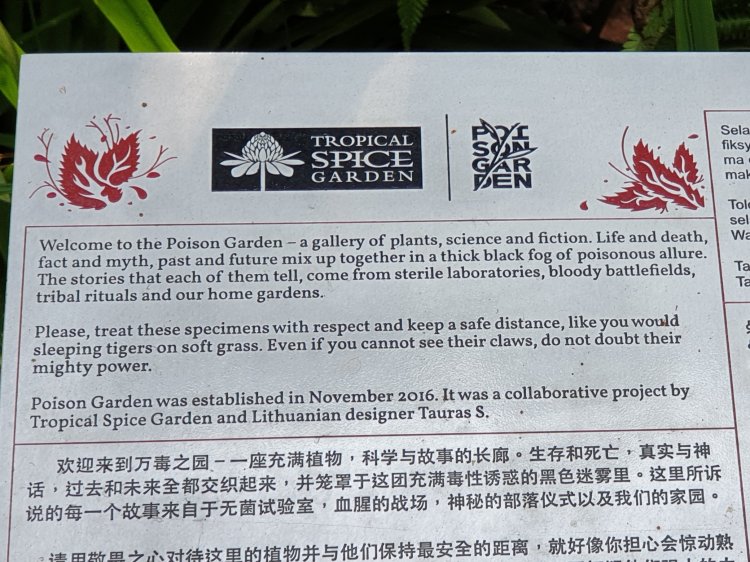 TROPICAL
SPICE
GARDEN
POI
SON
GAR
DEN
Welcome to the Poison Garden – a gallery of plants, science and fiction. Life and death,
fact and myth, past and future mix up together in a thick black fog of poisonous allure.
The stories that each of them tell, come from sterile laboratories, bloody battlefields,
tribal rituals and our home gardens.
Please, treat these specimens with respect and keep a safe distance, like you would
sleeping tigers on soft grass. Even if you cannot see their claws, do not doubt their
mighty power.
Poison Garden was established in November 2016. It was a collaborative project by
Tropical Spice Garden and Lithuanian designer Tauras S.
欢迎来到万毒之园－一座充满植物，科学与故事的长廊。生存和死亡，真实与神
话，过去和未来全都交织起来，并笼罩于这团充满毒性诱惑的黑色迷雾里。这里所诉
说的每一个故事来自于无菌试验室，血腥的战场，神秘的部落仪式以及我们的家园。
请用敬畏之心对待这里的植物并与他们保持最安全的距离，就好像你担心会惊动熟
Sela
fiksy
ma
mak
Tol
sel
Wa
Ta
Ta